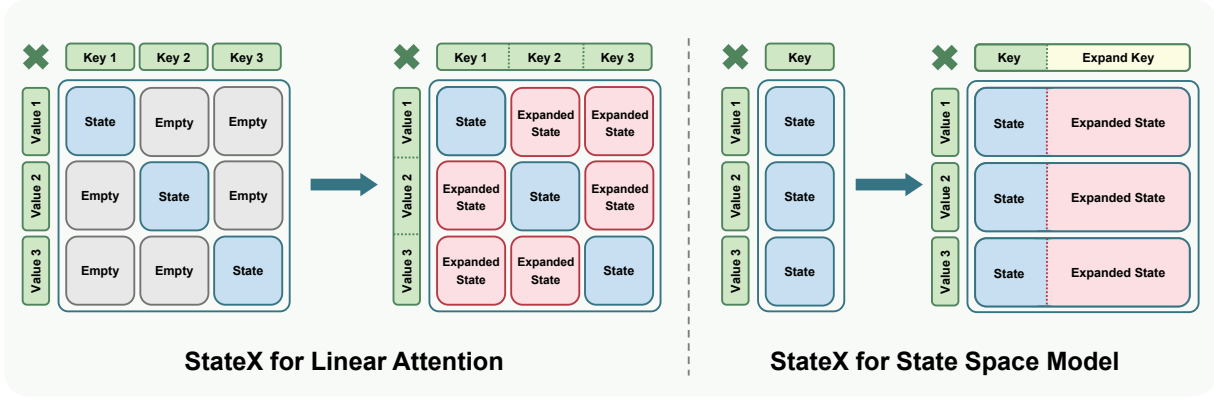 Key 1 Key 2 Key 3
Value 1 State Empty Empty
Value 2 Empty State Empty
Value 3 Empty Empty State
Key 1 Key 2 Key 3
Value 1 State Expanded State Expanded State
Value 2 Expanded State State Expanded State
Value 3 Expanded State Expanded State State
StateX for Linear Attention
Key
Value 1 State
Value 2 State
Value 3 State
Key Expand Key
Value 1 State Expanded State
Value 2 State Expanded State
Value 3 State Expanded State
StateX for State Space Model